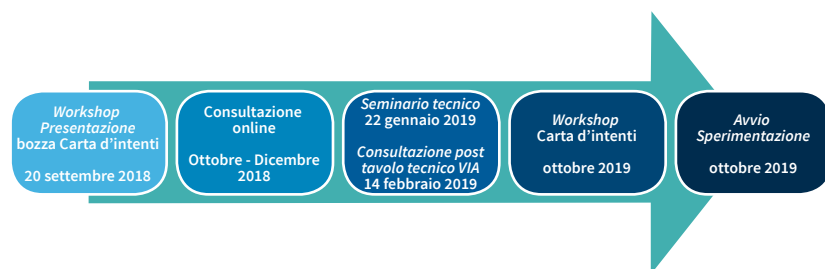 Workshop
Presentazione
bozza Carta d'intenti
20 settembre 2018
Consultazione
online
Ottobre - Dicembre
2018
Seminario tecnico
22 gennaio 2019
Consultazione post
tavolo tecnico VIA
14 febbraio 2019
Workshop
Carta d'intenti
ottobre 2019
Avvio
Sperimentazione
ottobre 2019